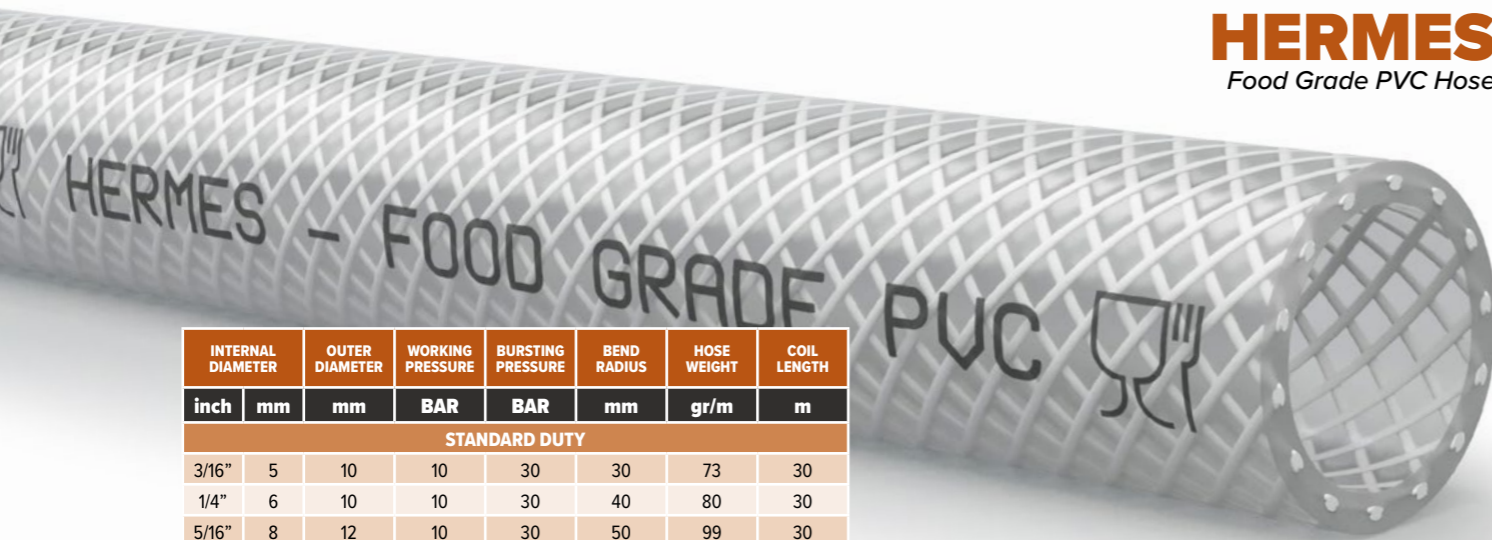 HERMES
Food Grade PVC Hose
HERMES - FOOD GRADE PVC
INTERNAL DIAMETER OUTER DIAMETER WORKING PRESSURE BURSTING PRESSURE BEND RADIUS HOSE WEIGHT COIL LENGTH
inch mm mm BAR BAR mm gr/m m
STANDARD DUTY
3/16” 5 10 10 30 30 73 30
1/4” 6 10 10 30 40 80 30
5/16” 8 12 10 30 50 99 30